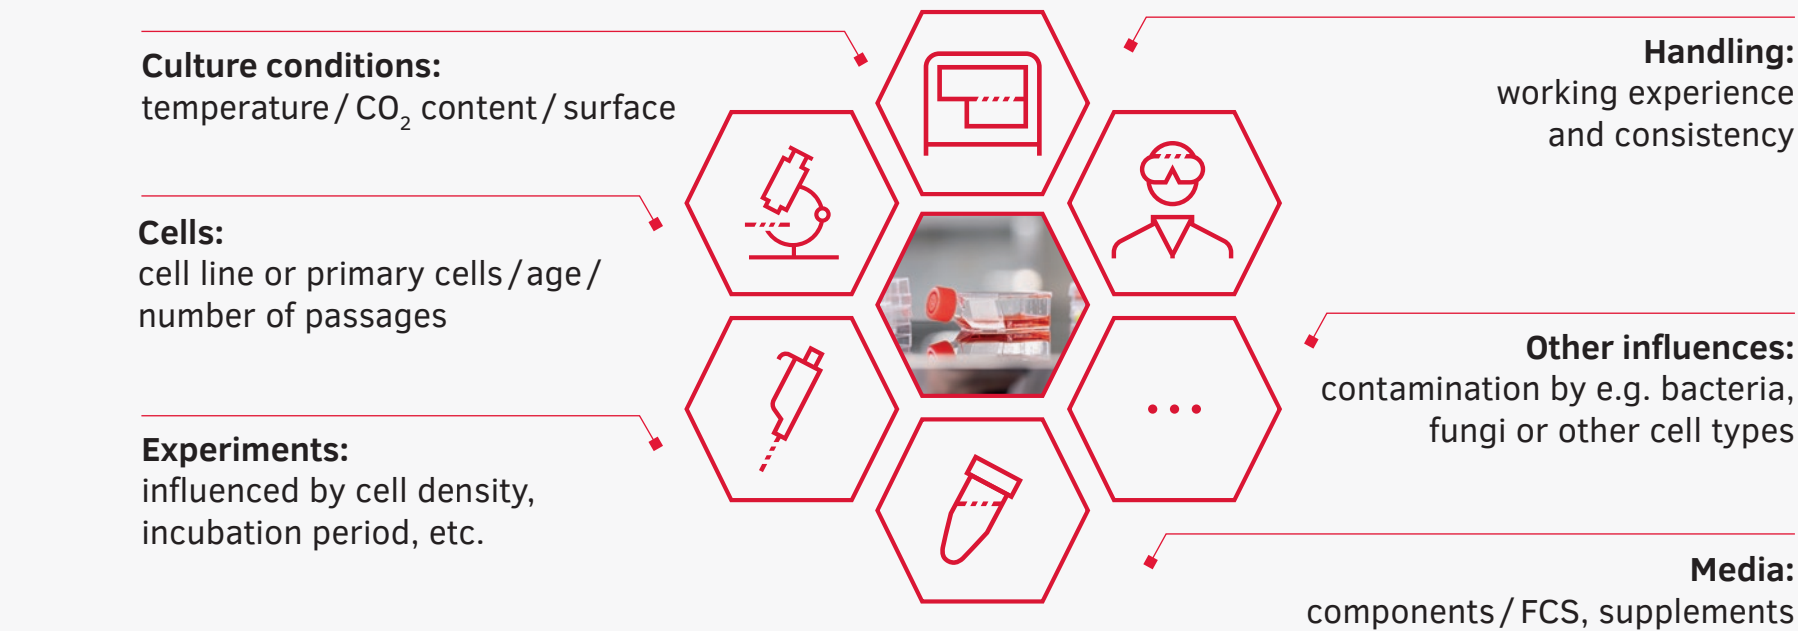 Culture conditions:
temperature / CO₂ content / surface
Cells:
cell line or primary cells / age /
number of passages
Experiments:
influenced by cell density,
incubation period, etc.
Handling:
working experience
and consistency
Other influences:
contamination by e.g. bacteria,
fungi or other cell types
Media:
components / FCS, supplements